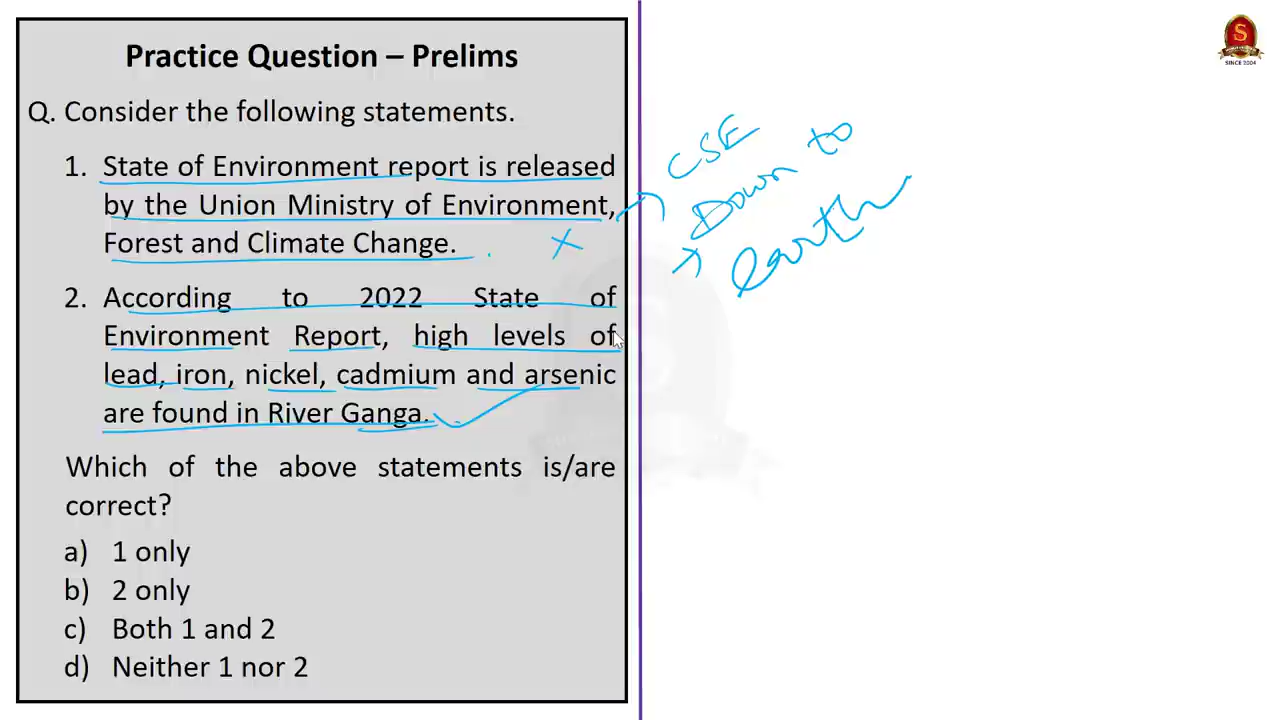 Practice Question – Prelims
Q. Consider the following statements.
1. State of Environment report is released
by the Union Ministry of Environment,
Forest and Climate Change.
2. According to 2022 State of
Environment Report, high levels of
lead, iron, nickel, cadmium and arsenic
are found in River Ganga.
Which of the above statements is/are
correct?
a) 1 only
b) 2 only
c) Both 1 and 2
d) Neither 1 nor 2
CSE
Down to
earth
S
SINCE 2004